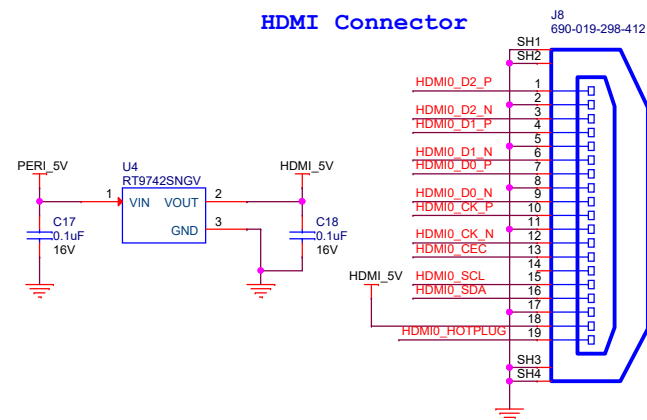 HDMI Connector
J8
690-019-298-412
SH1
SH2
HDMI0_D2_P
1
2
HDMI0_D2_N
3
HDMI0_D1_P
4
5
HDMI0_D1_N
6
HDMI0_D0_P
7
8
HDMI0_D0_N
9
HDMI0_CK_P
10
11
HDMI0_CK_N
12
HDMI0_CEC
13
14
HDMI0_SCL
15
HDMI0_SDA
16
17
HDMI_5V
18
HDMI0_HOTPLUG
19
SH3
SH4
PERI_5V
U4
RT9742SNGV
HDMI_5V
1
VIN
VOUT
2
GND
3
C17
0.1uF
16V
C18
0.1uF
16V